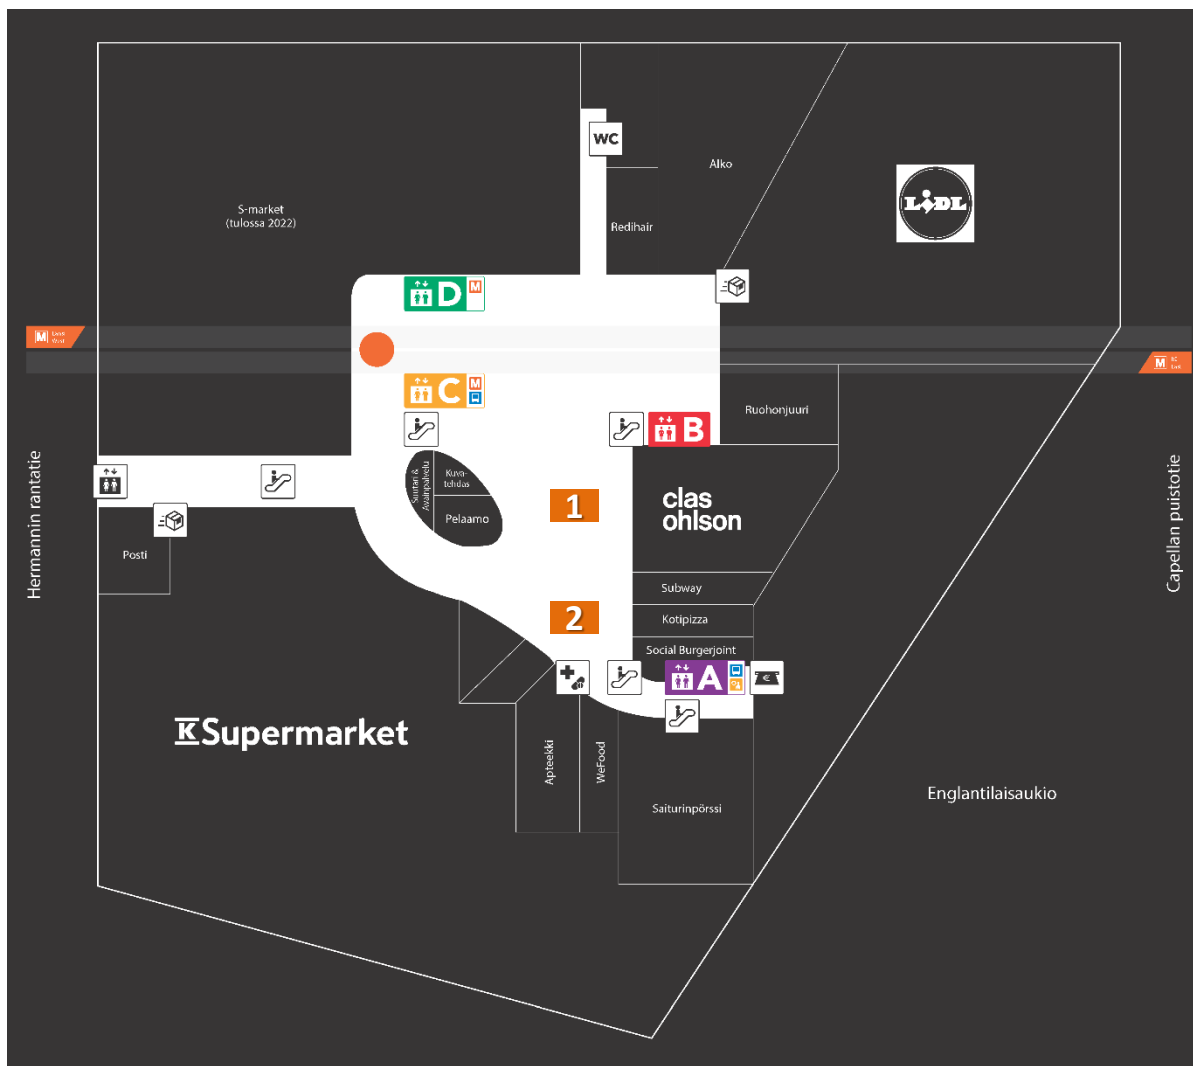 WC
Alko
S-market
(tulossa 2022)
LIDL
Redihair
D
M
M
M
C
M
B
Ruohonjuuri
Hermannin rantatie
Suutari &
Avainpalvelu
Kuva-
tehdas
Pelaamo
1
clas
ohlson
Capellan puistotie
Posti
Subway
2
Kotipizza
Social Burgerjoint
A
€
K Supermarket
Apteekki
WeFood
Saiturinpörssi
Englantilaisaukio